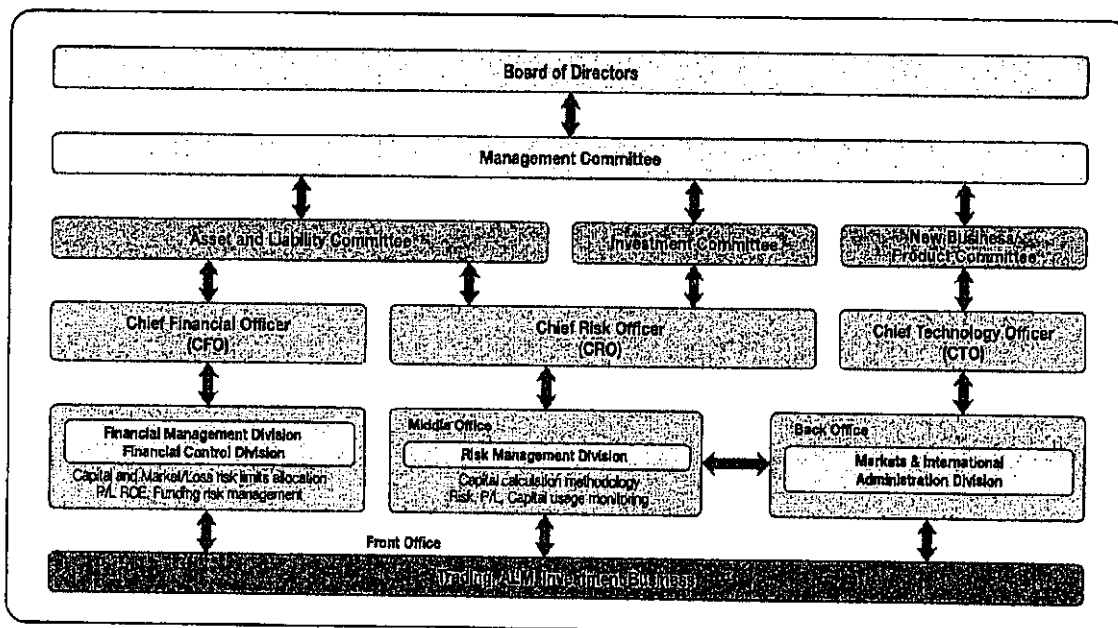 Board of Directors
Management Committee
Asset and Liability Committee
Investment Committee
New Business/
Product Committee
Chief Financial Officer
(CFO)
Chief Risk Officer
(CRO)
Chief Technology Officer
(CTO)
Financial Management Division
Financial Control Division
Capital and Market/Loss risk limits allocation
P/L ROE, Funding risk management
Middle Office
Risk Management Division
Capital calculation methodology
Risk, P/L, Capital usage monitoring
Back Office
Markets & International
Administration Division
Front Office
Trading, ALM, Investment Business